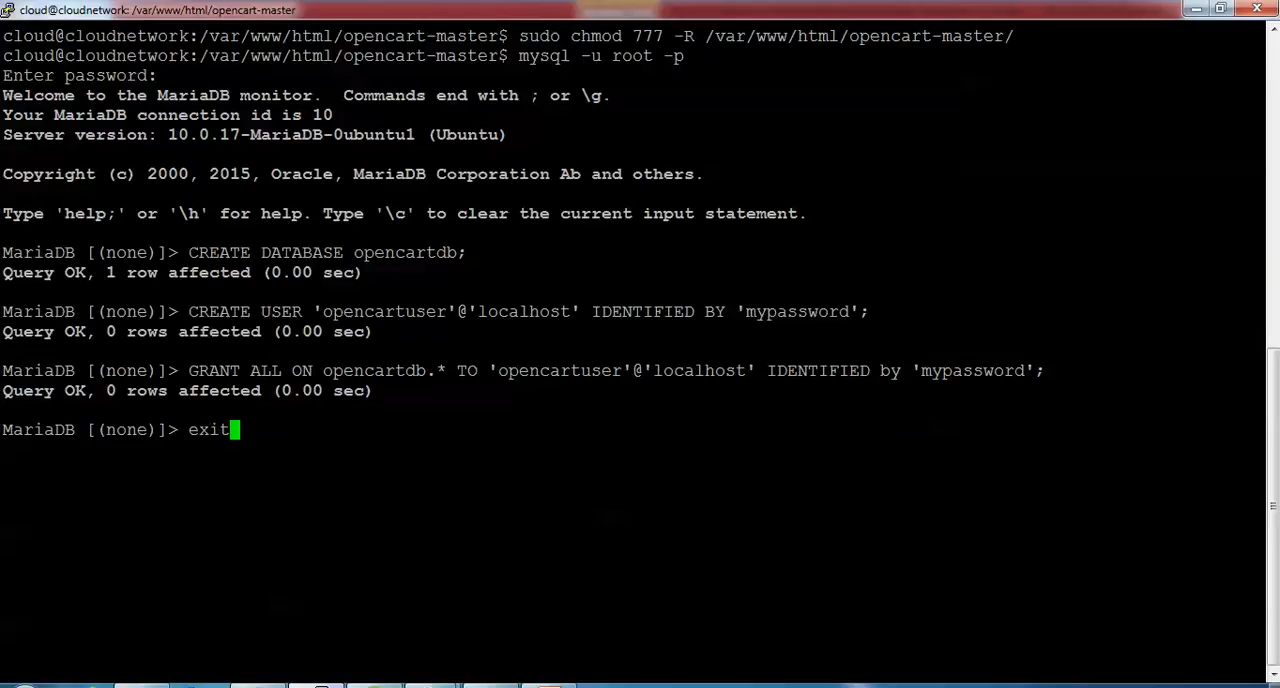 cloud@cloudnetwork: /var/www/html/opencart-master
cloud@cloudnetwork:/var/www/html/opencart-master$ sudo chmod 777 -R /var/www/html/opencart-master/
cloud@cloudnetwork:/var/www/html/opencart-master$ mysql -u root -p
Enter password:
Welcome to the MariaDB monitor.  Commands end with ; or \g.
Your MariaDB connection id is 10
Server version: 10.0.17-MariaDB-0ubuntu1 (Ubuntu)
Copyright (c) 2000, 2015, Oracle, MariaDB Corporation Ab and others.
Type 'help;' or '\h' for help. Type '\c' to clear the current input statement.
MariaDB [(none)]> CREATE DATABASE opencartdb;
Query OK, 1 row affected (0.00 sec)
MariaDB [(none)]> CREATE USER 'opencartuser'@'localhost' IDENTIFIED BY 'mypassword';
Query OK, 0 rows affected (0.00 sec)
MariaDB [(none)]> GRANT ALL ON opencartdb.* TO 'opencartuser'@'localhost' IDENTIFIED by 'mypassword';
Query OK, 0 rows affected (0.00 sec)
MariaDB [(none)]> exit